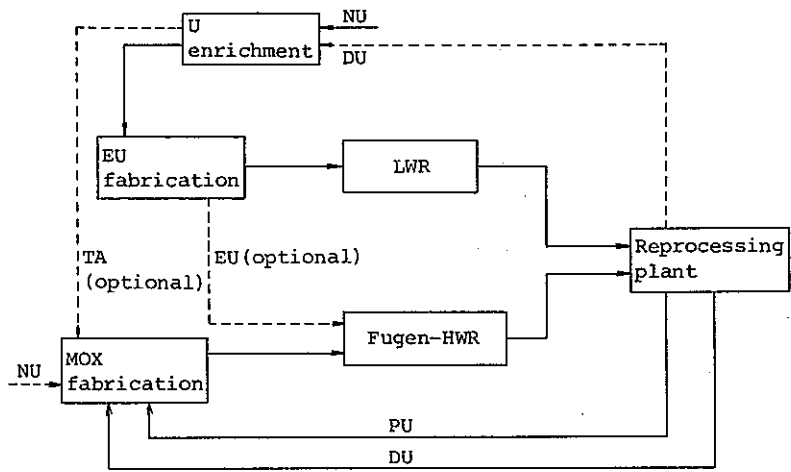 U
enrichment
NU
DU
EU
fabrication
LWR
TA
(optional)
EU(optional)
Reprocessing
plant
Fugen-HWR
MOX
fabrication
NU
PU
DU